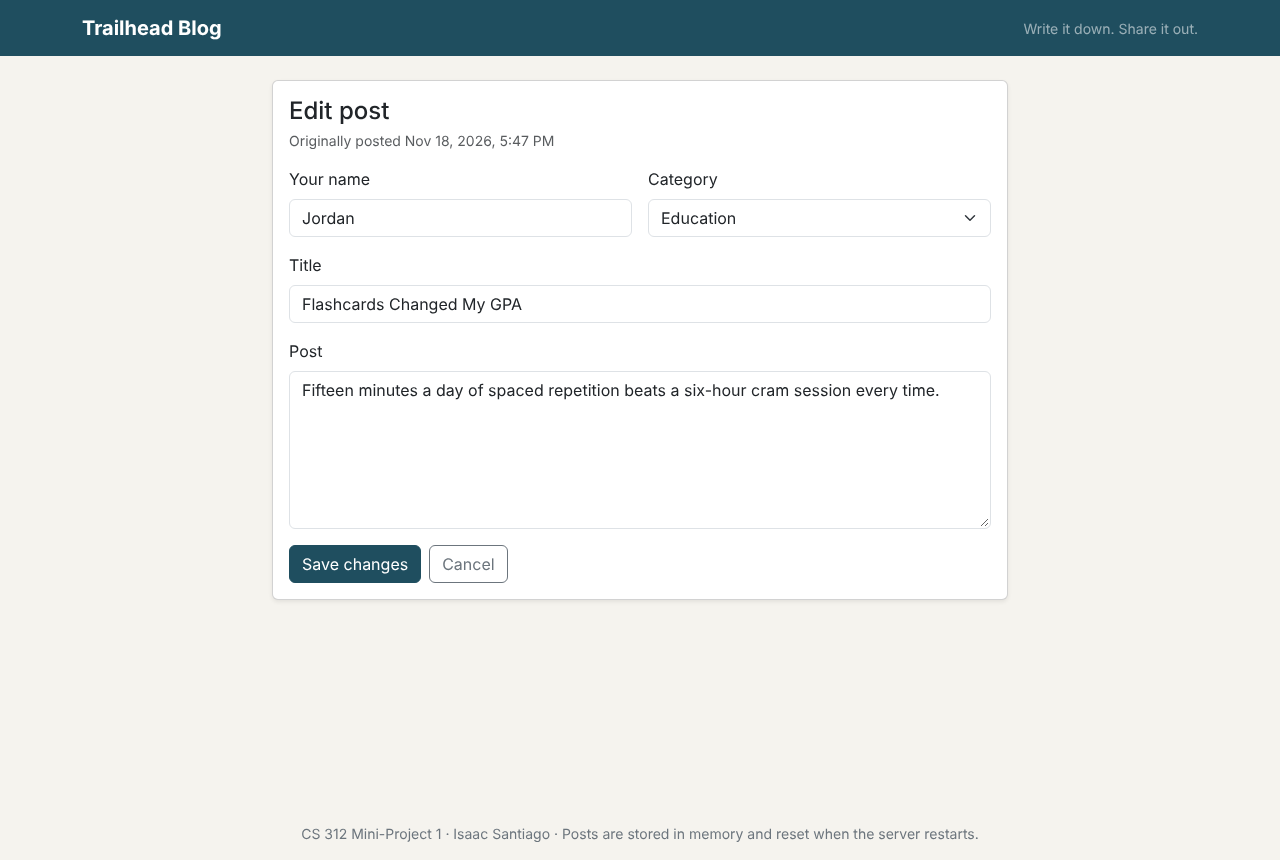 Trailhead Blog
Write it down. Share it out.
Edit post
Originally posted Nov 18, 2026, 5:47 PM
Your name
Category
Jordan
Education
Title
Flashcards Changed My GPA
Post
Fifteen minutes a day of spaced repetition beats a six-hour cram session every time.
Save changes
Cancel
CS 312 Mini-Project 1 · Isaac Santiago · Posts are stored in memory and reset when the server restarts.